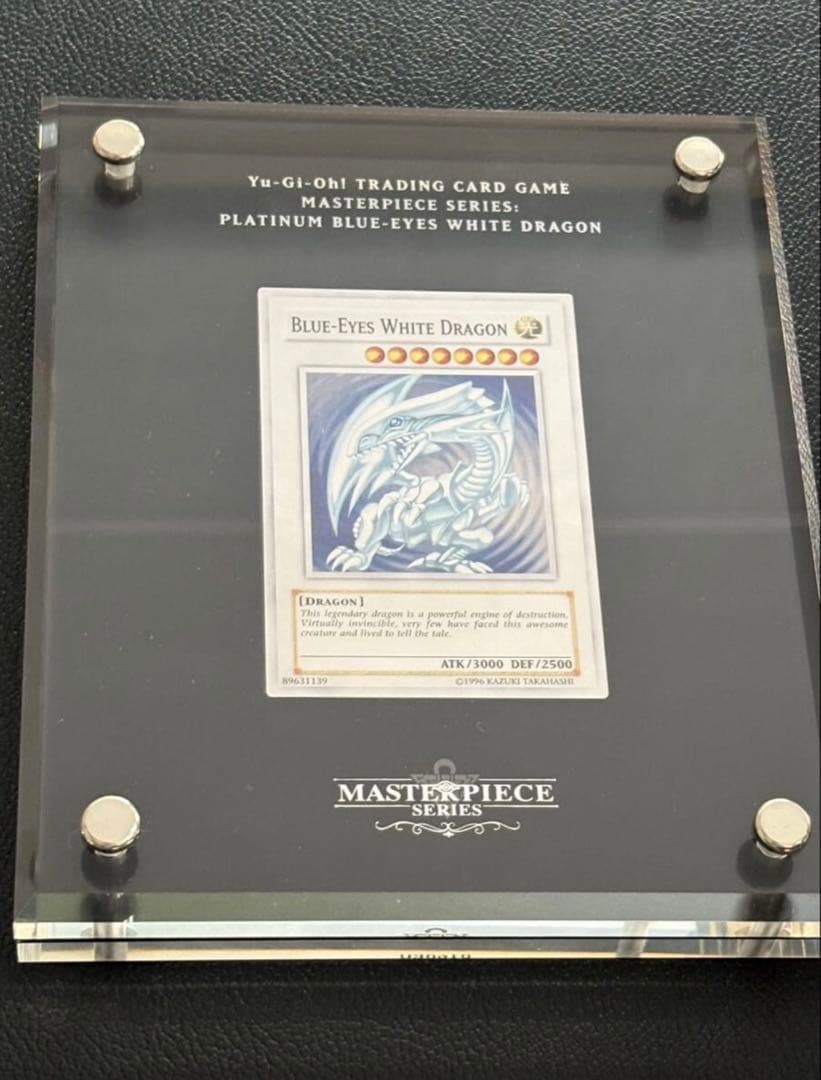 Yu-Gi-Oh! TRADING CARD GAME
MASTERPIECE SERIES:
PLATINUM BLUE-EYES WHITE DRAGON
BLUE-EYES WHITE DRAGON 光
[DRAGON]
This legendary dragon is a powerful engine of destruction.
Virtually invincible, very few have faced this awesome
creature and lived to tell the tale.
ATK/3000 DEF/2500
89631139 ©1996 KAZUKI TAKAHASHI
MASTERPIECE
SERIES